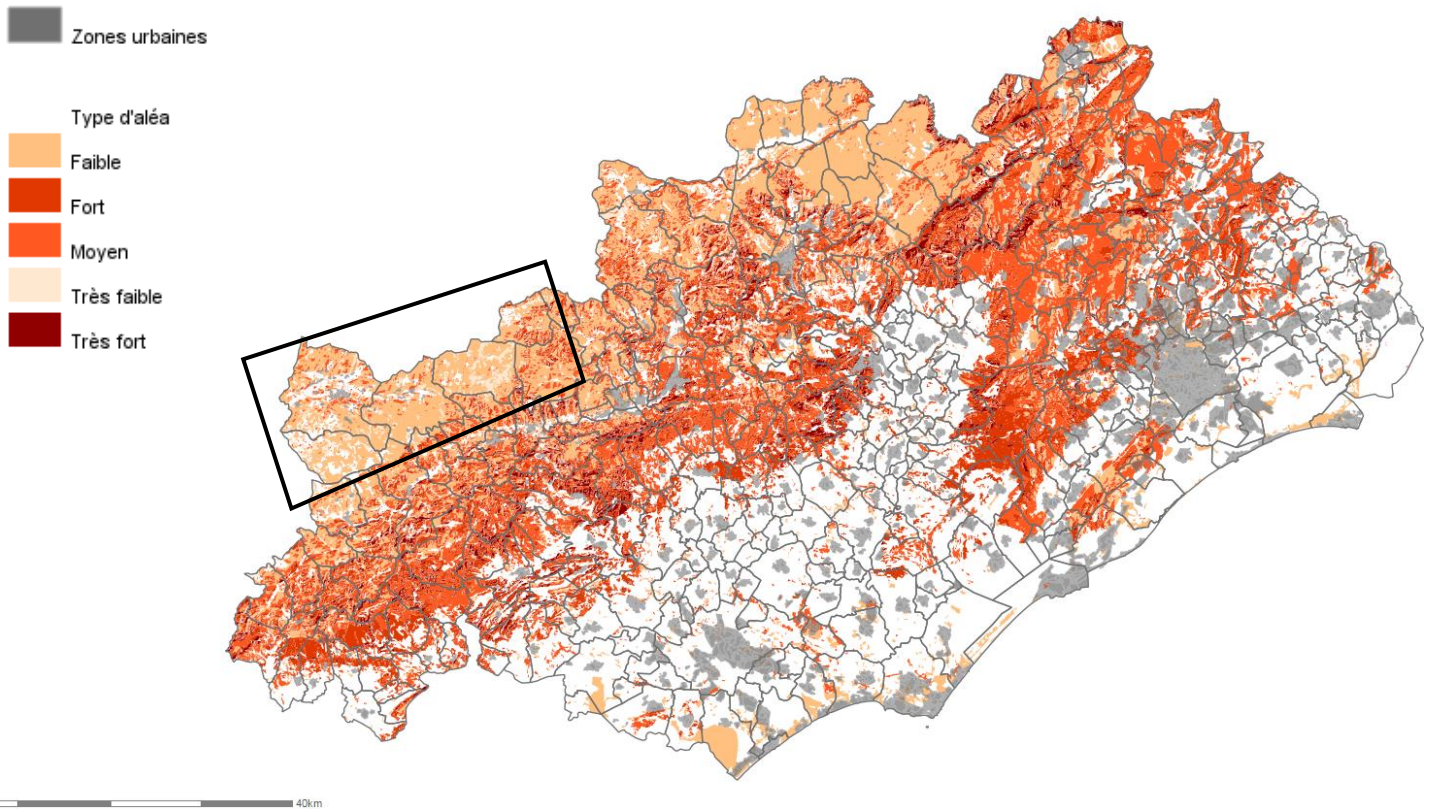 Zones urbaines
Type d'aléa
Faible
Fort
Moyen
Très faible
Très fort
40km